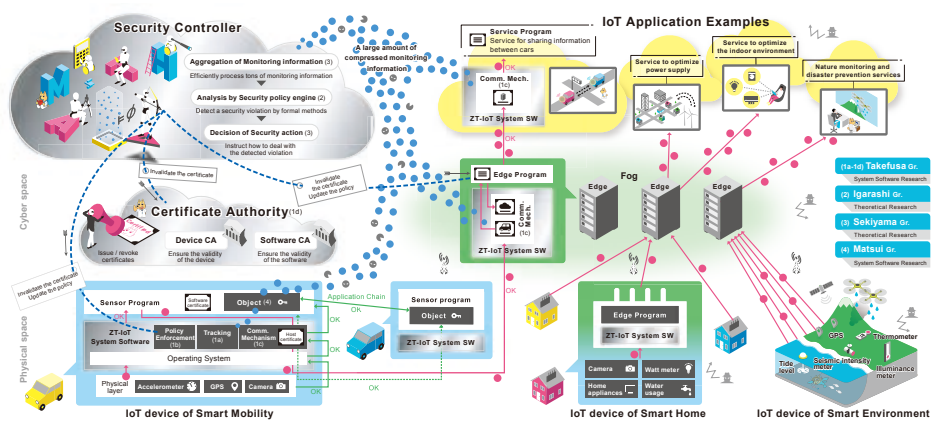 Security Controller
Aggregation of Monitoring information (3)
Efficiently process tons of monitoring information
Analysis by Security policy engine (2)
Detect a security violation by formal methods
Decision of Security action (3)
Instruct how to deal with
the detected violation
A large amount of
compressed monitoring
information
IoT Application Examples
Service Program
Service for sharing information
between cars
Comm. Mech.
(1c)
ZT-IoT System SW
Service to optimize
power supply
Service to optimize
the indoor environment
Nature monitoring and
disaster prevention services
OK
OK
Cyber space
Physical space
Invalidate the certificate
Invalidate
the certificate
Update the policy
Certificate Authority(1d)
Issue / revoke
certificates
Device CA
Ensure the validity
of the device
Software CA
Ensure the validity
of the software
Invalidate the certificate
Update the policy
Edge Program
Comm.
Mech.
(1c)
ZT-IoT System SW
OK
Fog
Edge
Edge
Edge
(1a-1d) Takefusa Gr.
System Software Research
(2) Igarashi Gr.
Theoretical Research
(3) Sekiyama Gr.
Theoretical Research
(4) Matsui Gr.
System Software Research
Sensor Program
Software
certificate
Object (4)
OK
OK
ZT-IoT
System Software
Policy
Enforcement
(1b)
Tracking
(1a)
Comm.
Mechanism
(1c)
Host
certificate
Operating System
Physical
layer
Accelerometer
GPS
Camera
OK
OK
OK
OK
Application Chain
OK
Sensor program
Object
ZT-IoT System SW
IoT device of Smart Mobility
Edge Program
ZT-IoT System SW
Camera
Watt meter
Home
appliances
Water
usage
IoT device of Smart Home
GPS
Thermometer
Tide
level
Seismic intensity
meter
Illuminance
meter
IoT device of Smart Environment